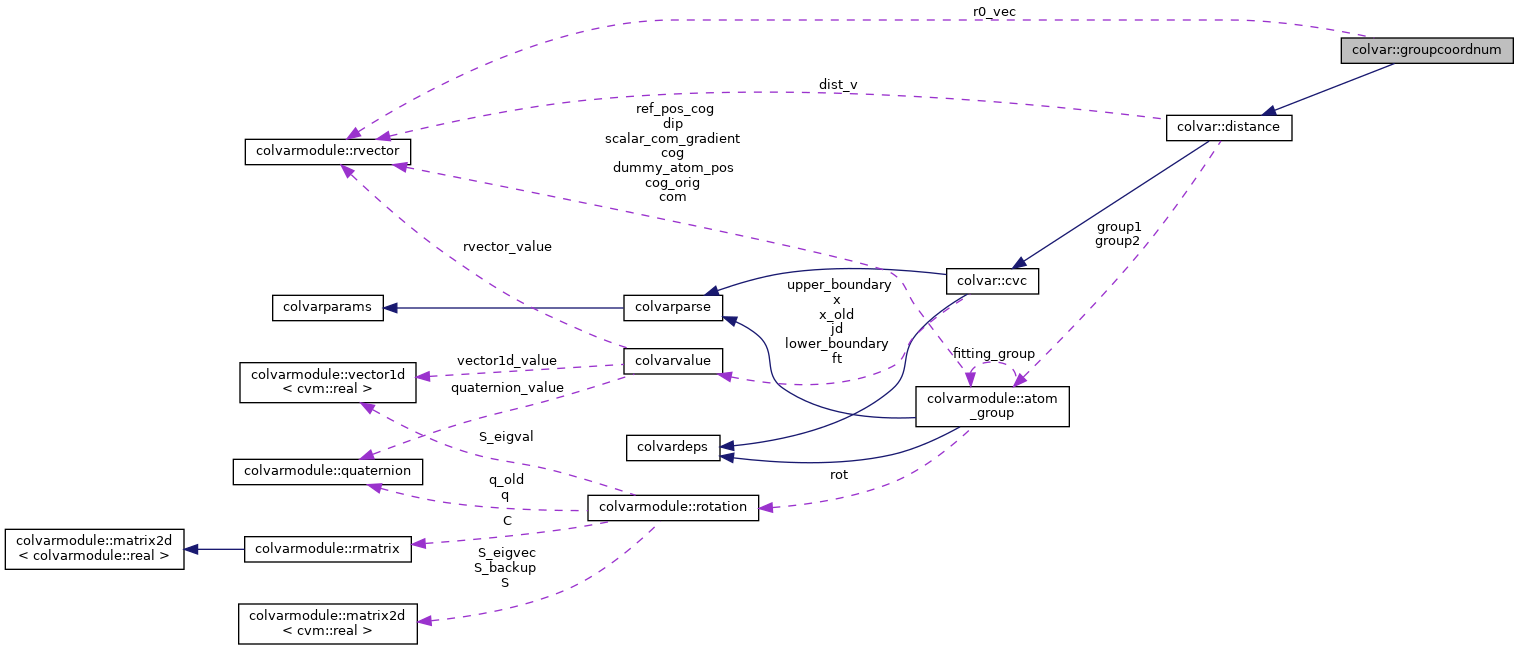 r0_vec
colvar::groupcoordnum
dist_v
ref_pos_cog
dip
scalar_com_gradient
cog
dummy_atom_pos
cog_orig
com
colvar::distance
colvarmodule::rvector
group1
group2
rvector_value
colvar::cvc
upper_boundary
x
x_old
jd
lower_boundary
ft
colvarparams
colvarparse
fitting_group
vector1d_value
colvarvalue
colvarmodule::vector1d
< cvm::real >
quaternion_value
colvarmodule::atom
_group
S_eigval
colvardeps
colvarmodule::quaternion
rot
q_old
q
colvarmodule::rotation
C
colvarmodule::matrix2d
< colvarmodule::real >
colvarmodule::rmatrix
S_eigvec
S_backup
S
colvarmodule::matrix2d
< cvm::real >